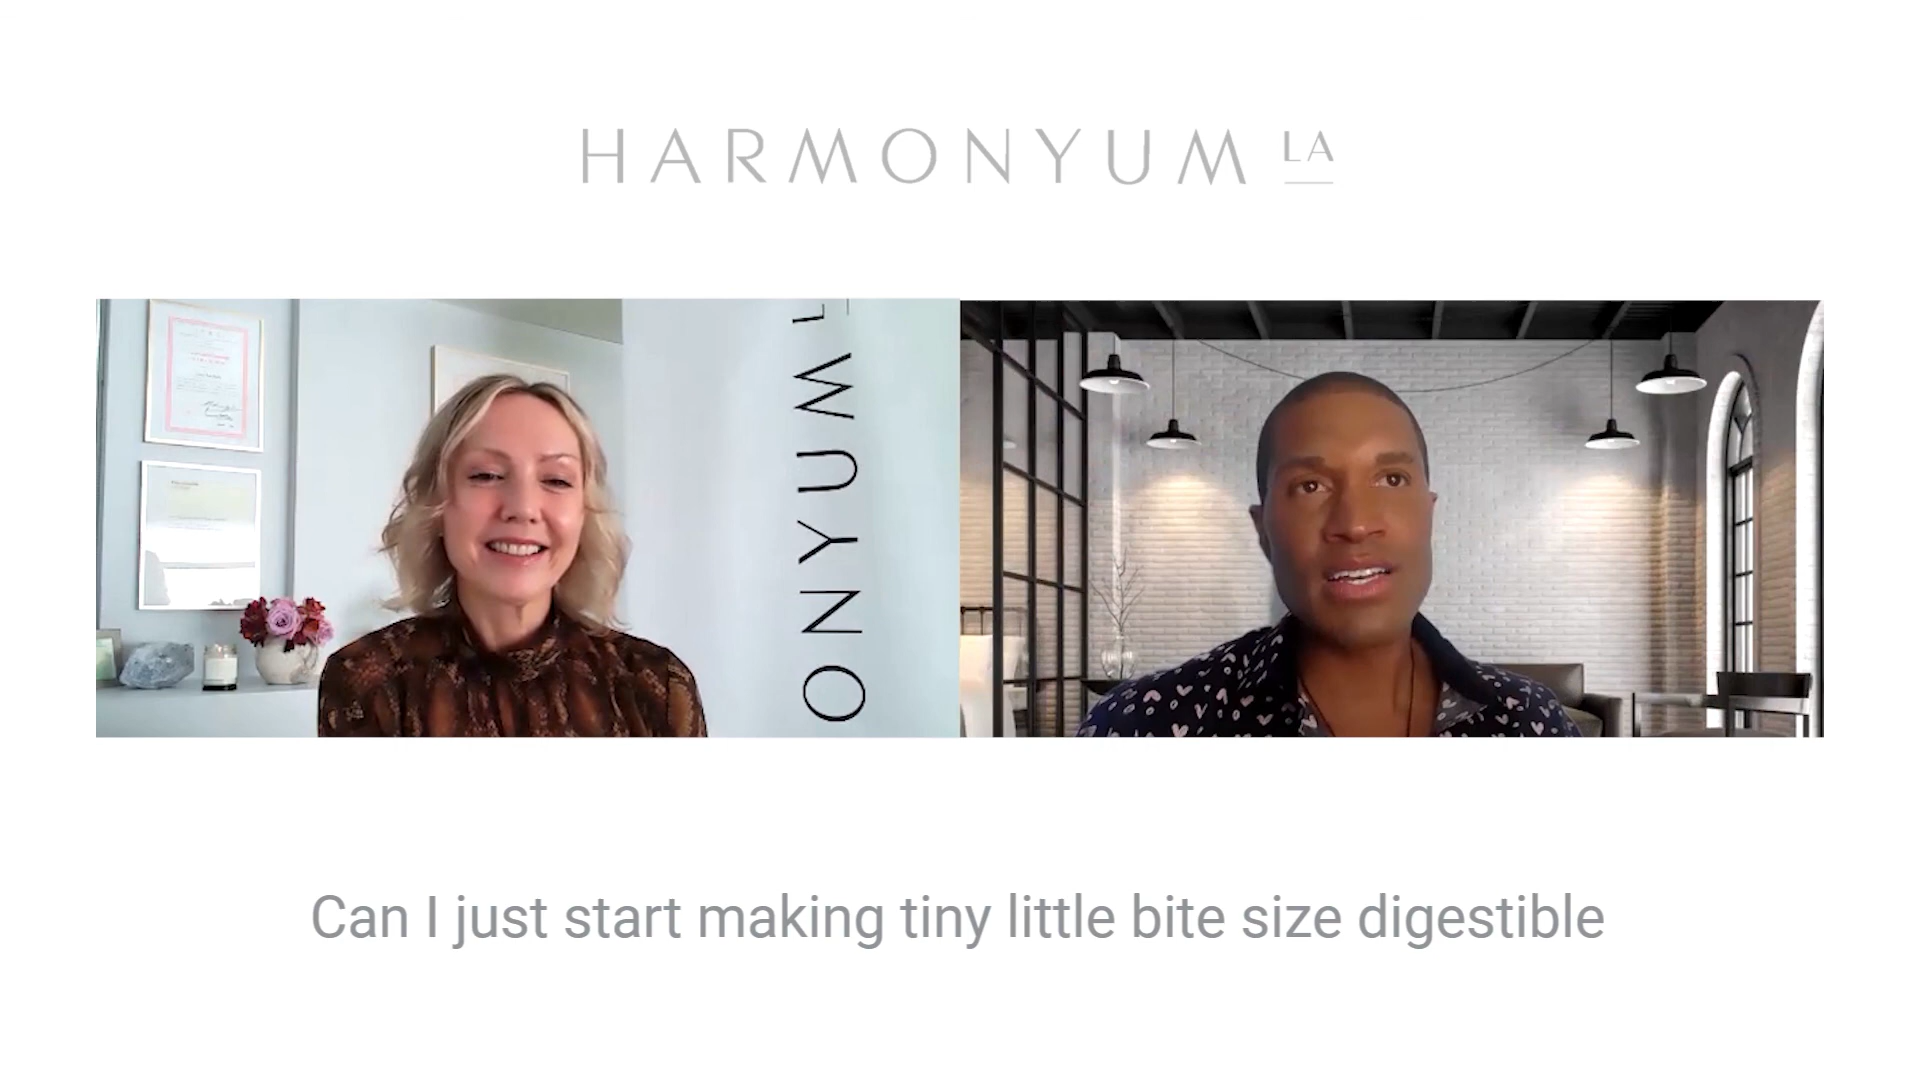 HARMONYUM LA
ONYUM L
Can I just start making tiny little bite size digestible